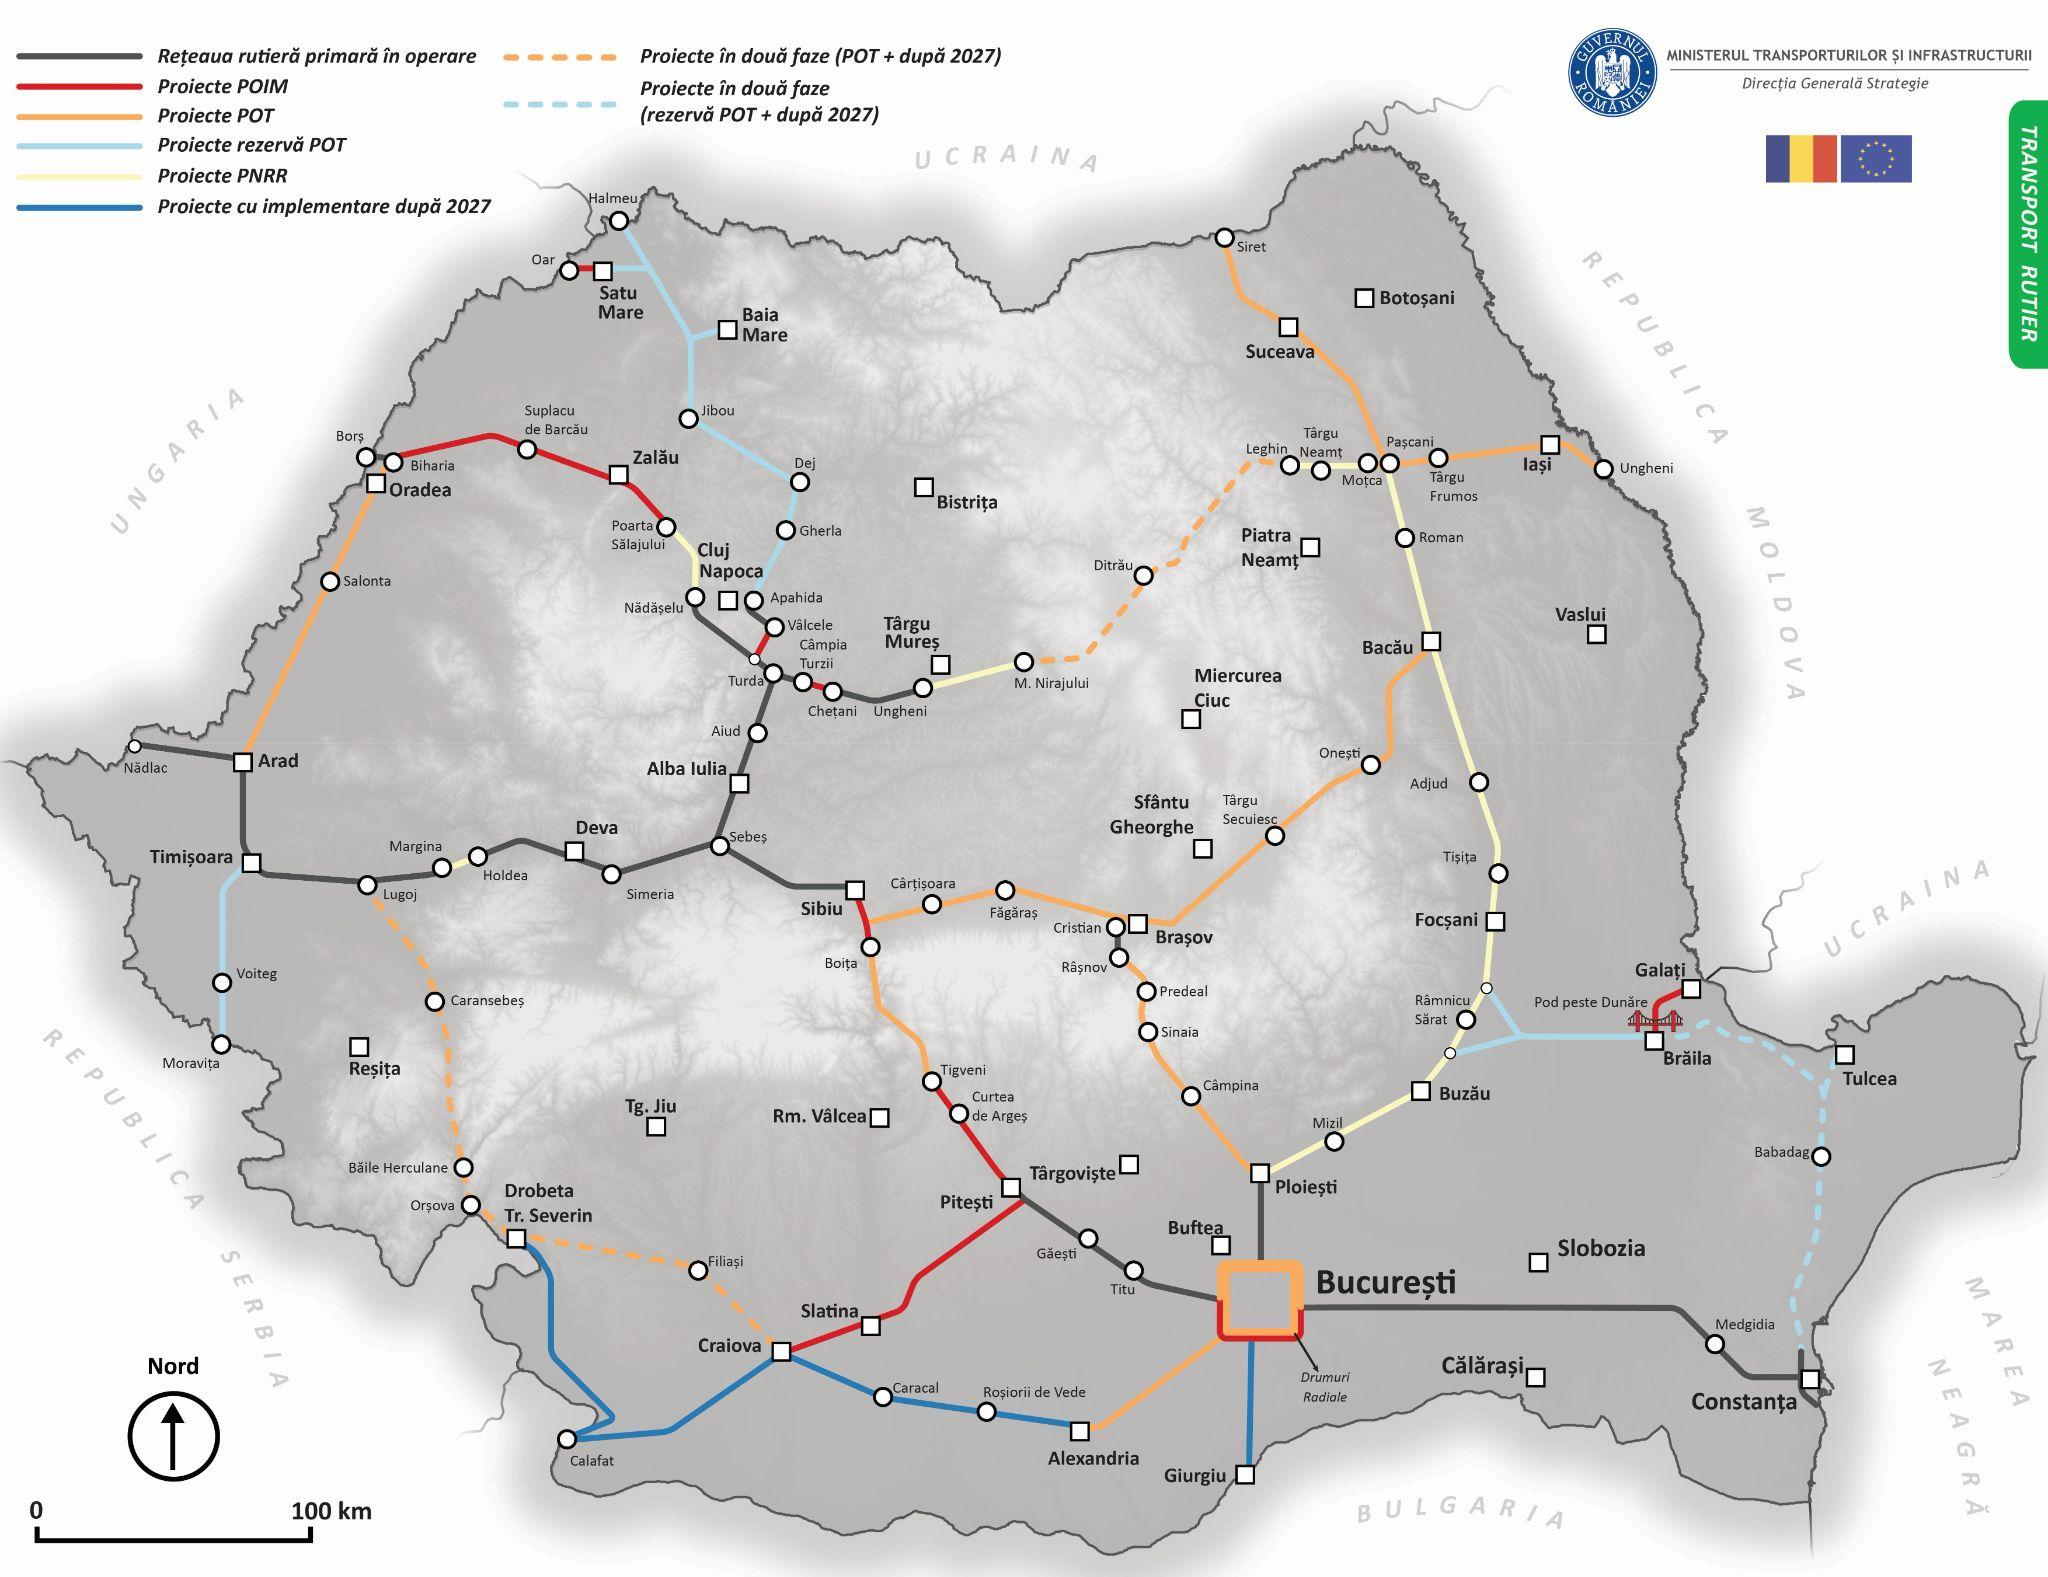 Rețeaua rutieră primară în operare
Proiecte POIM
Proiecte POT
Proiecte rezervă POT
Proiecte PNRR
Proiecte cu implementare după 2027
Proiecte în două faze (POT + după 2027)
Proiecte în două faze
(rezervă POT + după 2027)
GUVERNUL
ROMÂNIEI
MINISTERUL TRANSPORTURILOR ȘI INFRASTRUCTURII
Direcția Generală Strategie
TRANSPORT RUTIER
UCRAINA
UNGARIA
REPUBLICA
MOLDOVA
UCRAINA
REPUBLICA SERBIA
BULGARIA
MAREA
NEAGRĂ
Halmeu
Oar
Satu
Mare
Baia
Mare
Siret
Botoșani
Suceava
Jibou
Suplacu
de Barcău
Borș
Biharia
Oradea
Zalău
Dej
Bistrița
Leghin
Târgu
Neamț
Moțca
Pașcani
Târgu
Frumos
Iași
Ungheni
Poarta
Sălajului
Cluj
Napoca
Gherla
Roman
Piatra
Neamț
Ditrău
Salonta
Nădășelu
Apahida
Vâlcele
Câmpia
Turzii
Târgu
Mureș
Vaslui
Bacău
Turda
Chețani
Ungheni
M. Nirajului
Miercurea
Ciuc
Aiud
Nădlac
Arad
Alba Iulia
Onești
Adjud
Sfântu
Gheorghe
Târgu
Secuiesc
Timișoara
Margina
Holdea
Deva
Sebeș
Lugoj
Simeria
Tișița
Sibiu
Cârțișoara
Făgăraș
Cristian
Brașov
Focșani
Râșnov
Boița
Voiteg
Caransebeș
Predeal
Sinaia
Râmnicu
Sărat
Galați
Pod peste Dunăre
Brăila
Tulcea
Moravița
Reșița
Tigveni
Curtea
de Argeș
Câmpina
Buzău
Tg. Jiu
Rm. Vâlcea
Mizil
Babadag
Băile Herculane
Târgoviște
Ploiești
Orșova
Drobeta
Tr. Severin
Pitești
Buftea
Găești
Titu
Filiași
Slobozia
București
Slatina
Craiova
Medgidia
Drumuri
Radiale
Călărași
Constanța
Caracal
Roșiorii de Vede
Alexandria
Calafat
Giurgiu
Nord
0
100 km